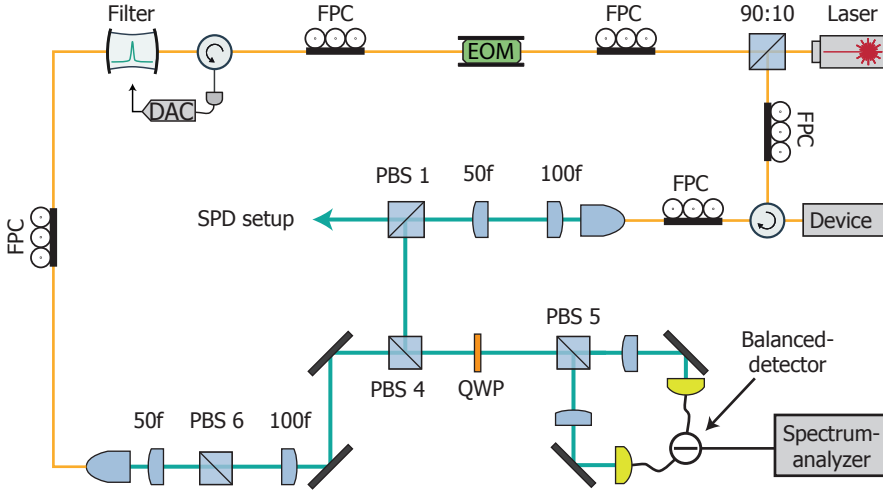 Filter
FPC
FPC
90:10
Laser
EOM
DAC
FPC
PBS 1
50f
100f
FPC
SPD setup
Device
FPC
PBS 5
Balanced-
detector
PBS 4
QWP
50f
PBS 6
100f
Spectrum-
analyzer